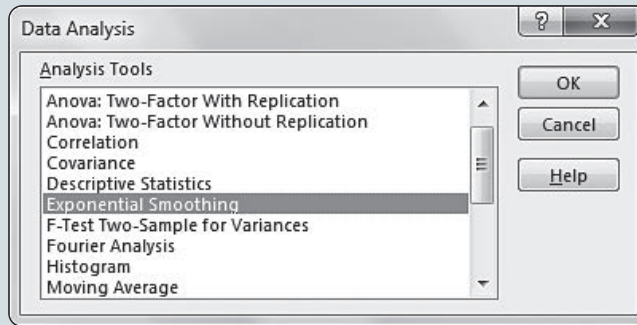 Data Analysis
?
X
Analysis Tools
Anova: Two-Factor With Replication
Anova: Two-Factor Without Replication
Correlation
Covariance
Descriptive Statistics
Exponential Smoothing
F-Test Two-Sample for Variances
Fourier Analysis
Histogram
Moving Average
OK
Cancel
Help